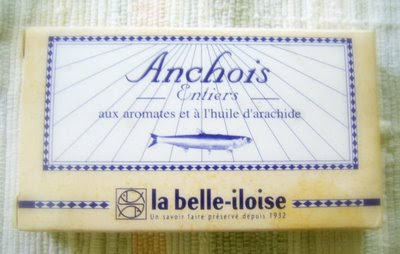 Anchois
Entiers
aux aromates et à l'huile d'arachide
la belle-iloise
Un savoir faire préservé depuis 1932